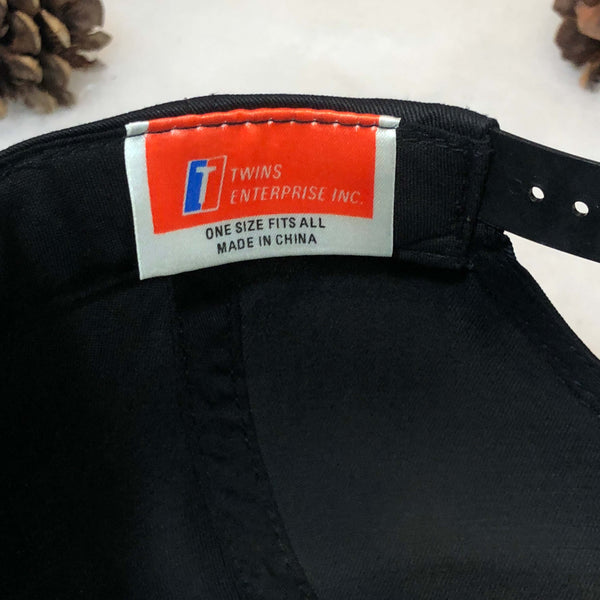 T TWINS
ENTERPRISE INC.
ONE SIZE FITS ALL
MADE IN CHINA